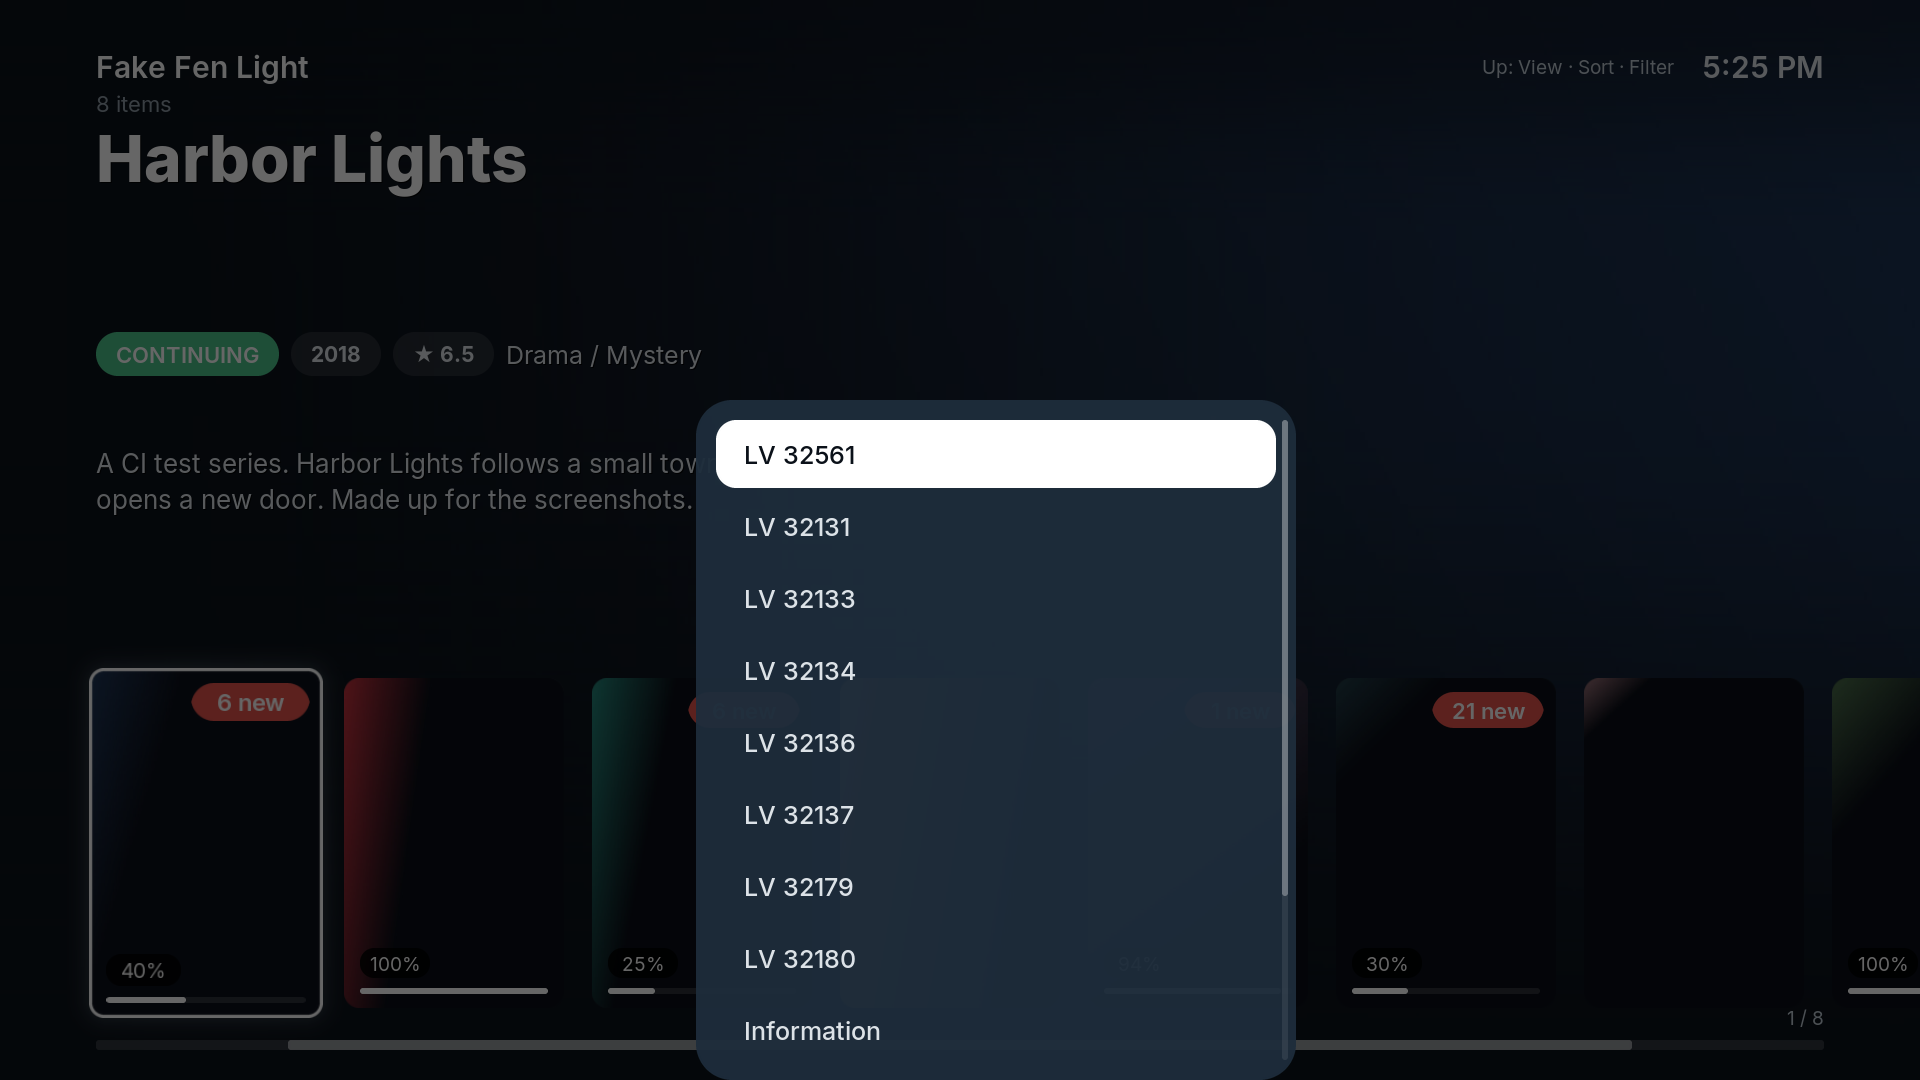 Fake Fen Light
8 items
Up: View · Sort · Filter
5:25 PM
Harbor Lights
CONTINUING
2018
★ 6.5
Drama / Mystery
A CI test series. Harbor Lights follows a small
opens a new door. Made up for the screenshots.
LV 32561
LV 32131
LV 32133
LV 32134
LV 32136
LV 32137
LV 32179
LV 32180
Information
6 new
21 new
40%
100%
25%
94%
30%
100%
1 / 8